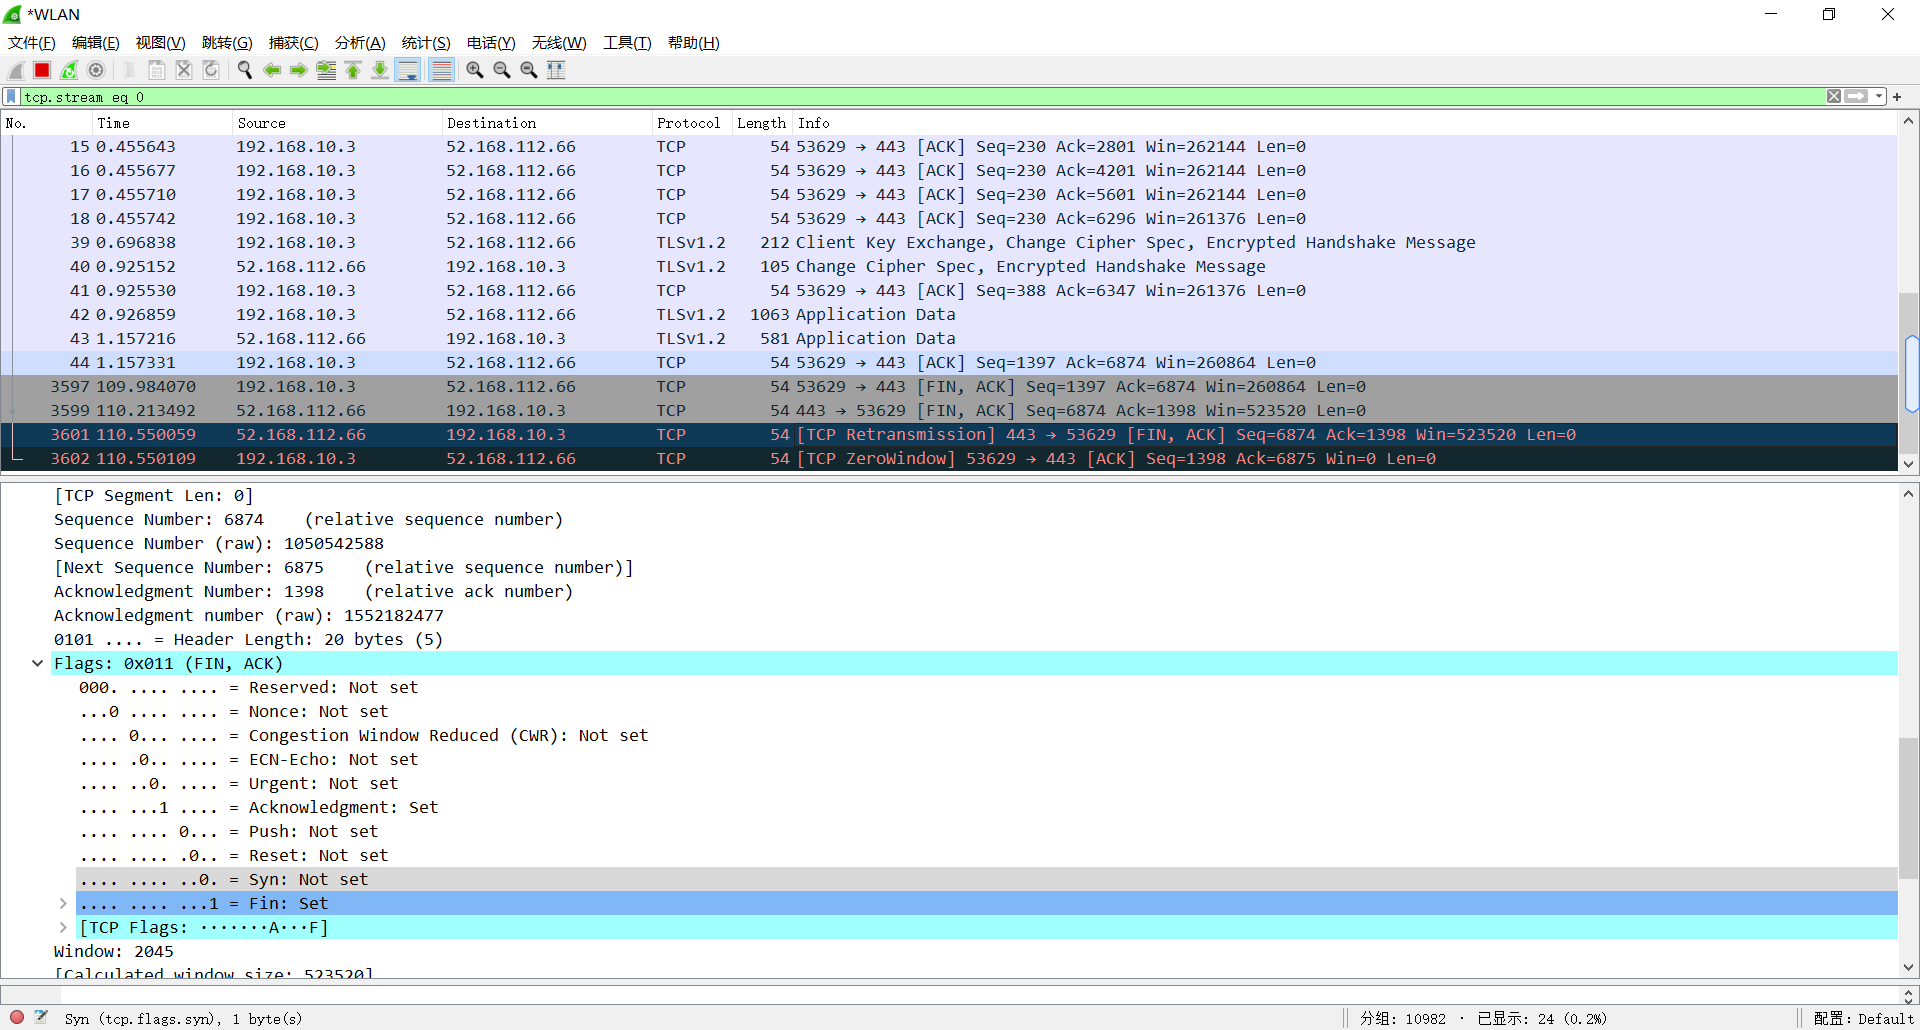 *WLAN
文件(F) 编辑(E) 视图(V) 跳转(G) 捕获(C) 分析(A) 统计(S) 电话(Y) 无线(W) 工具(T) 帮助(H)
tcp.stream eq 0
No. Time Source Destination Protocol Length Info
15 0.455643 192.168.10.3 52.168.112.66 TCP 54 53629 → 443 [ACK] Seq=230 Ack=2801 Win=262144 Len=0
16 0.455677 192.168.10.3 52.168.112.66 TCP 54 53629 → 443 [ACK] Seq=230 Ack=4201 Win=262144 Len=0
17 0.455710 192.168.10.3 52.168.112.66 TCP 54 53629 → 443 [ACK] Seq=230 Ack=5601 Win=262144 Len=0
18 0.455742 192.168.10.3 52.168.112.66 TCP 54 53629 → 443 [ACK] Seq=230 Ack=6296 Win=261376 Len=0
39 0.696838 192.168.10.3 52.168.112.66 TLSv1.2 212 Client Key Exchange, Change Cipher Spec, Encrypted Handshake Message
40 0.925152 52.168.112.66 192.168.10.3 TLSv1.2 105 Change Cipher Spec, Encrypted Handshake Message
41 0.925530 192.168.10.3 52.168.112.66 TCP 54 53629 → 443 [ACK] Seq=388 Ack=6347 Win=261376 Len=0
42 0.926859 192.168.10.3 52.168.112.66 TLSv1.2 1063 Application Data
43 1.157216 52.168.112.66 192.168.10.3 TLSv1.2 581 Application Data
44 1.157331 192.168.10.3 52.168.112.66 TCP 54 53629 → 443 [ACK] Seq=1397 Ack=6874 Win=260864 Len=0
3597 109.984070 192.168.10.3 52.168.112.66 TCP 54 53629 → 443 [FIN, ACK] Seq=1397 Ack=6874 Win=260864 Len=0
3599 110.213492 52.168.112.66 192.168.10.3 TCP 54 443 → 53629 [FIN, ACK] Seq=6874 Ack=1398 Win=523520 Len=0
3601 110.550059 52.168.112.66 192.168.10.3 TCP 54 [TCP Retransmission] 443 → 53629 [FIN, ACK] Seq=6874 Ack=1398 Win=523520 Len=0
3602 110.550109 192.168.10.3 52.168.112.66 TCP 54 [TCP ZeroWindow] 53629 → 443 [ACK] Seq=1398 Ack=6875 Win=0 Len=0
[TCP Segment Len: 0]
Sequence Number: 6874    (relative sequence number)
Sequence Number (raw): 1050542588
[Next Sequence Number: 6875    (relative sequence number)]
Acknowledgment Number: 1398    (relative ack number)
Acknowledgment number (raw): 1552182477
0101 .... = Header Length: 20 bytes (5)
Flags: 0x011 (FIN, ACK)
000. .... .... = Reserved: Not set
...0 .... .... = Nonce: Not set
.... 0... .... = Congestion Window Reduced (CWR): Not set
.... .0.. .... = ECN-Echo: Not set
.... ..0. .... = Urgent: Not set
.... ...1 .... = Acknowledgment: Set
.... .... 0... = Push: Not set
.... .... .0.. = Reset: Not set
.... .... ..0. = Syn: Not set
.... .... ...1 = Fin: Set
[TCP Flags: ·······A···F]
Window: 2045
[Calculated window size: 523520]
Syn (tcp.flags.syn), 1 byte(s) 分组: 10982 · 已显示: 24 (0.2%) 配置: Default